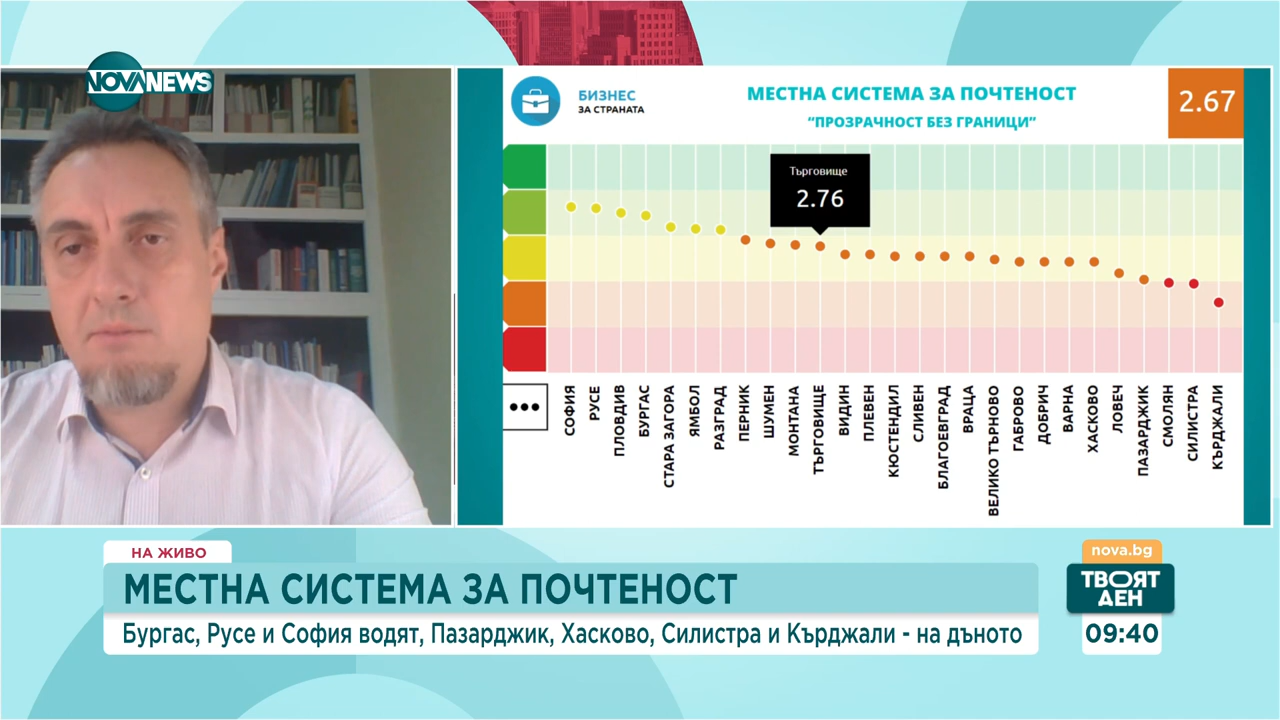 NOVANEWS
БИЗНЕС
ЗА СТРАНАТА
МЕСТНА СИСТЕМА ЗА ПОЧТЕНОСТ
“ПРОЗРАЧНОСТ БЕЗ ГРАНИЦИ”
2.67
Търговище
2.76
СОФИЯ
РУСЕ
ПЛОВДИВ
БУРГАС
СТАРА ЗАГОРА
ЯМБОЛ
РАЗГРАД
ПЕРНИК
ШУМЕН
МОНТАНА
ТЪРГОВИЩЕ
ВИДИН
ПЛЕВЕН
КЮСТЕНДИЛ
СЛИВЕН
БЛАГОЕВГРАД
ВРАЦА
ВЕЛИКО ТЪРНОВО
ГАБРОВО
ДОБРИЧ
ВАРНА
ХАСКОВО
ЛОВЕЧ
ПАЗАРДЖИК
СМОЛЯН
СИЛИСТРА
КЪРДЖАЛИ
НА ЖИВО
МЕСТНА СИСТЕМА ЗА ПОЧТЕНОСТ
Бургас, Русе и София водят, Пазарджик, Хасково, Силистра и Кърджали - на дъното
nova.bg
ТВОЯТ
ДЕН
09:40